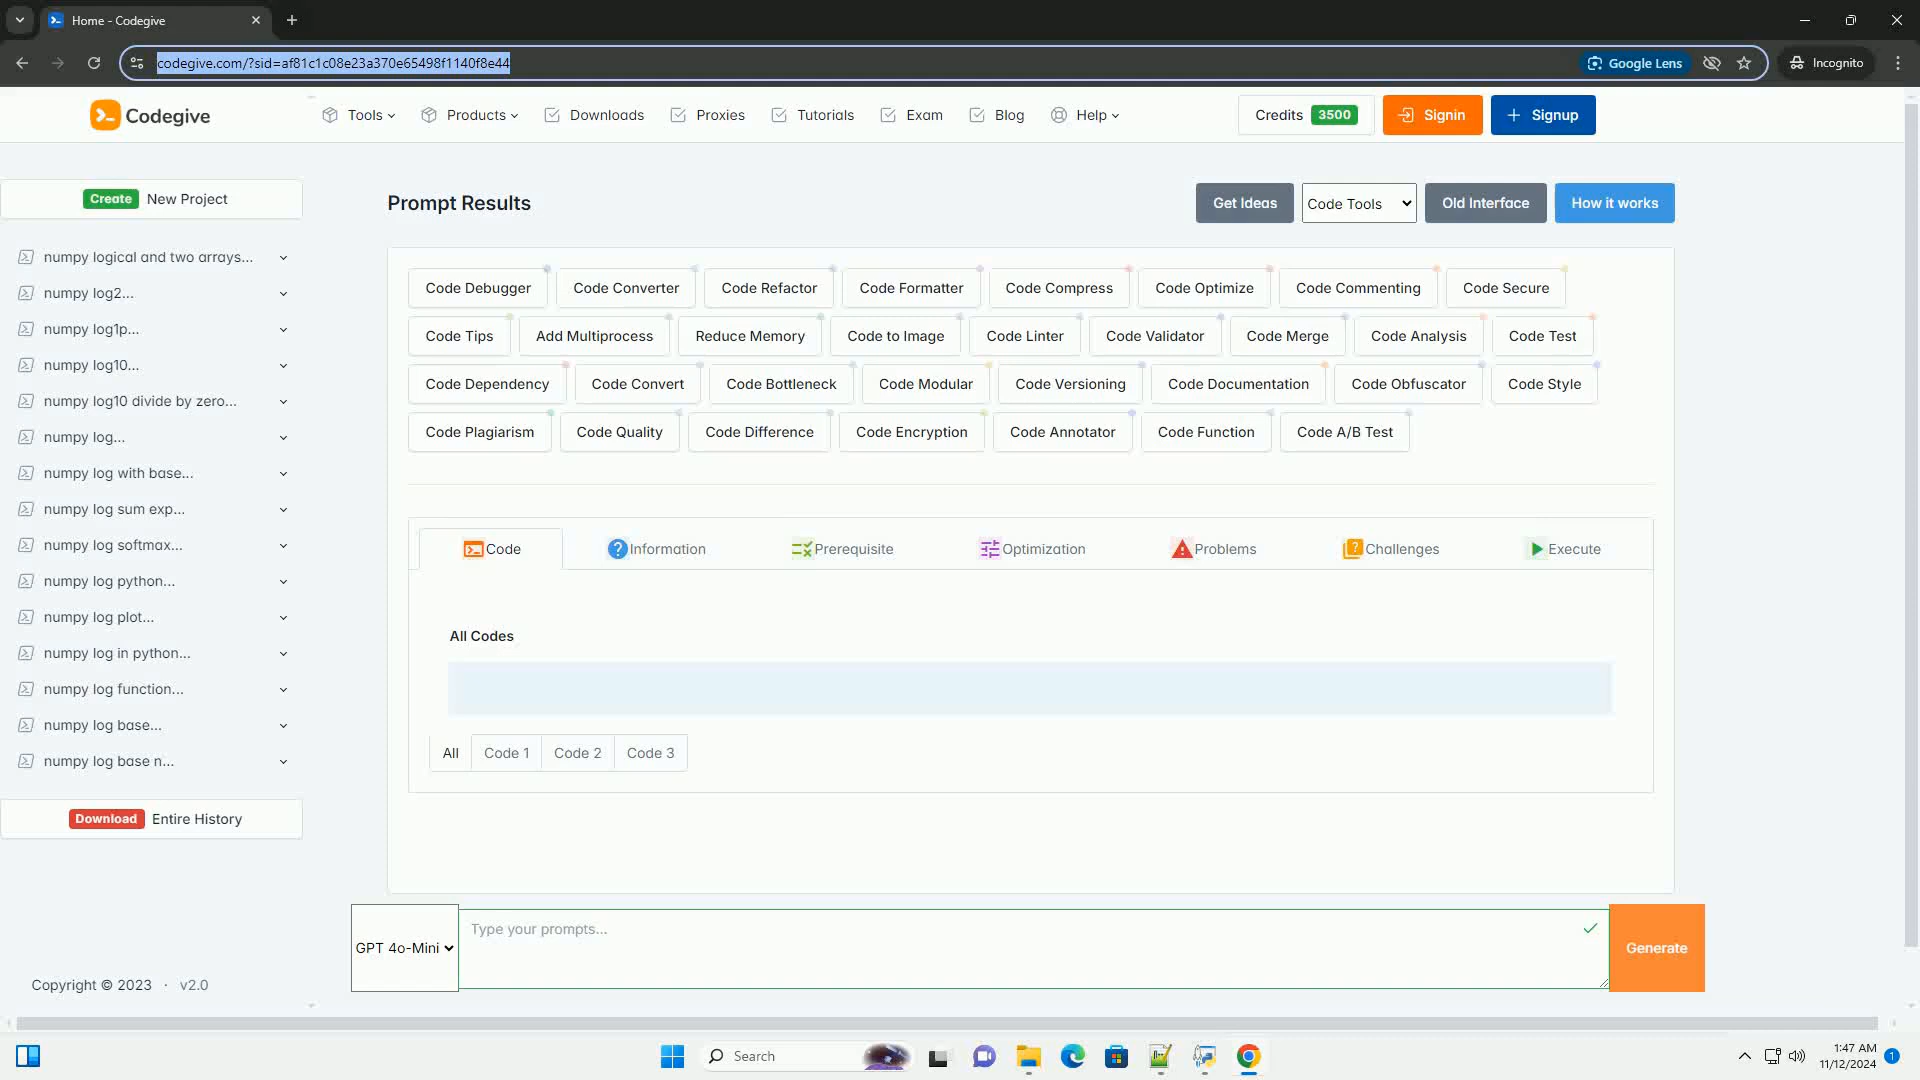 Home - Codegive
codegive.com/?sid=af81c1c08e23a370e65498f1140f8e44
Google Lens
Incognito
Codegive
Tools
Products
Downloads
Proxies
Tutorials
Exam
Blog
Help
Credits 3500
Signin
Signup
Create New Project
numpy logical and two arrays...
numpy log2...
numpy log1p...
numpy log10...
numpy log10 divide by zero...
numpy log...
numpy log with base...
numpy log sum exp...
numpy log softmax...
numpy log python...
numpy log plot...
numpy log in python...
numpy log function...
numpy log base...
numpy log base n...
Download Entire History
Copyright © 2023 · v2.0
Prompt Results
Get Ideas
Code Tools
Old Interface
How it works
Code Debugger
Code Converter
Code Refactor
Code Formatter
Code Compress
Code Optimize
Code Commenting
Code Secure
Code Tips
Add Multiprocess
Reduce Memory
Code to Image
Code Linter
Code Validator
Code Merge
Code Analysis
Code Test
Code Dependency
Code Convert
Code Bottleneck
Code Modular
Code Versioning
Code Documentation
Code Obfuscator
Code Style
Code Plagiarism
Code Quality
Code Difference
Code Encryption
Code Annotator
Code Function
Code A/B Test
Code
Information
Prerequisite
Optimization
Problems
Challenges
Execute
All Codes
All
Code 1
Code 2
Code 3
GPT 4o-Mini
Type your prompts...
Generate
Search
1:47 AM
11/12/2024
1